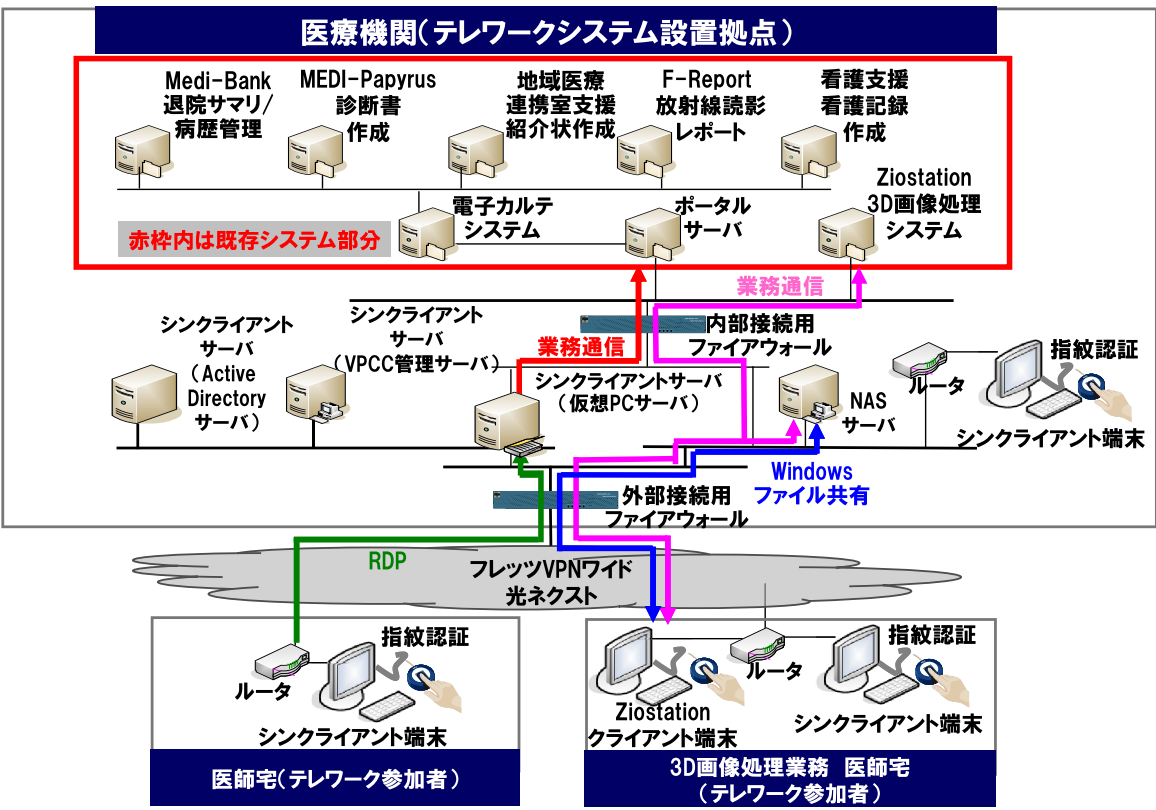 医療機関（テレワークシステム設置拠点）
Medi-Bank
退院サマリ/
病歴管理
MEDI-Papyrus
診断書
作成
地域医療
連携室支援
紹介状作成
F-Report
放射線読影
レポート
看護支援
看護記録
作成
電子カルテ
システム
ポータル
サーバ
Ziostation
3D画像処理
システム
赤枠内は既存システム部分
業務通信
シンクライアント
サーバ
（Active
Directory
サーバ）
シンクライアント
サーバ
（VPCC管理サーバ）
業務通信
内部接続用
ファイアウォール
シンクライアントサーバ
（仮想PCサーバ）
NAS
サーバ
ルータ
指紋認証
シンクライアント端末
Windows
ファイル共有
外部接続用
ファイアウォール
RDP
フレッツVPNワイド
光ネクスト
指紋認証
ルータ
シンクライアント端末
医師宅（テレワーク参加者）
指紋認証
ルータ
Ziostation
クライアント端末
シンクライアント端末
3D画像処理業務 医師宅
（テレワーク参加者）